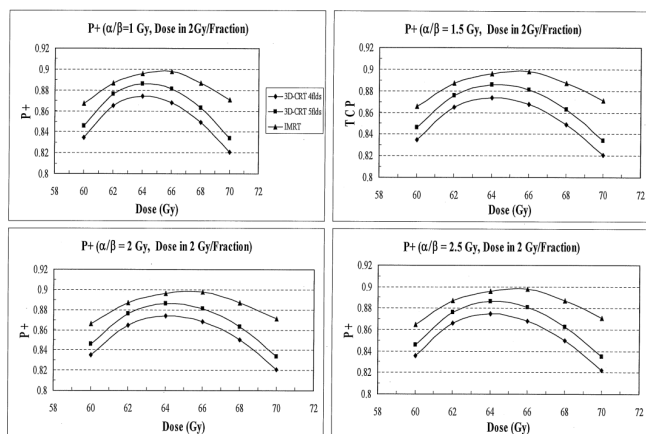 P+ (α/β=1 Gy, Dose in 2Gy/Fraction)
0.92
0.9
0.88
0.86
0.84
0.82
0.8
P+
58 60 62 64 66 68 70 72
Dose (Gy)
3D-CRT 4flds
3D-CRT 5flds
IMRT
P+ (α/β = 1.5 Gy, Dose in 2Gy/Fraction)
0.92
0.9
0.88
0.86
0.84
0.82
0.8
TCP
58 60 62 64 66 68 70 72
Dose (Gy)
P+ (α/β = 2 Gy, Dose in 2 Gy/Fraction)
0.92
0.9
0.88
0.86
0.84
0.82
0.8
P+
58 60 62 64 66 68 70 72
Dose (Gy)
P+ (α/β = 2.5 Gy, Dose in 2 Gy/Fraction)
0.92
0.9
0.88
0.86
0.84
0.82
0.8
P+
58 60 62 64 66 68 70 72
Dose (Gy)